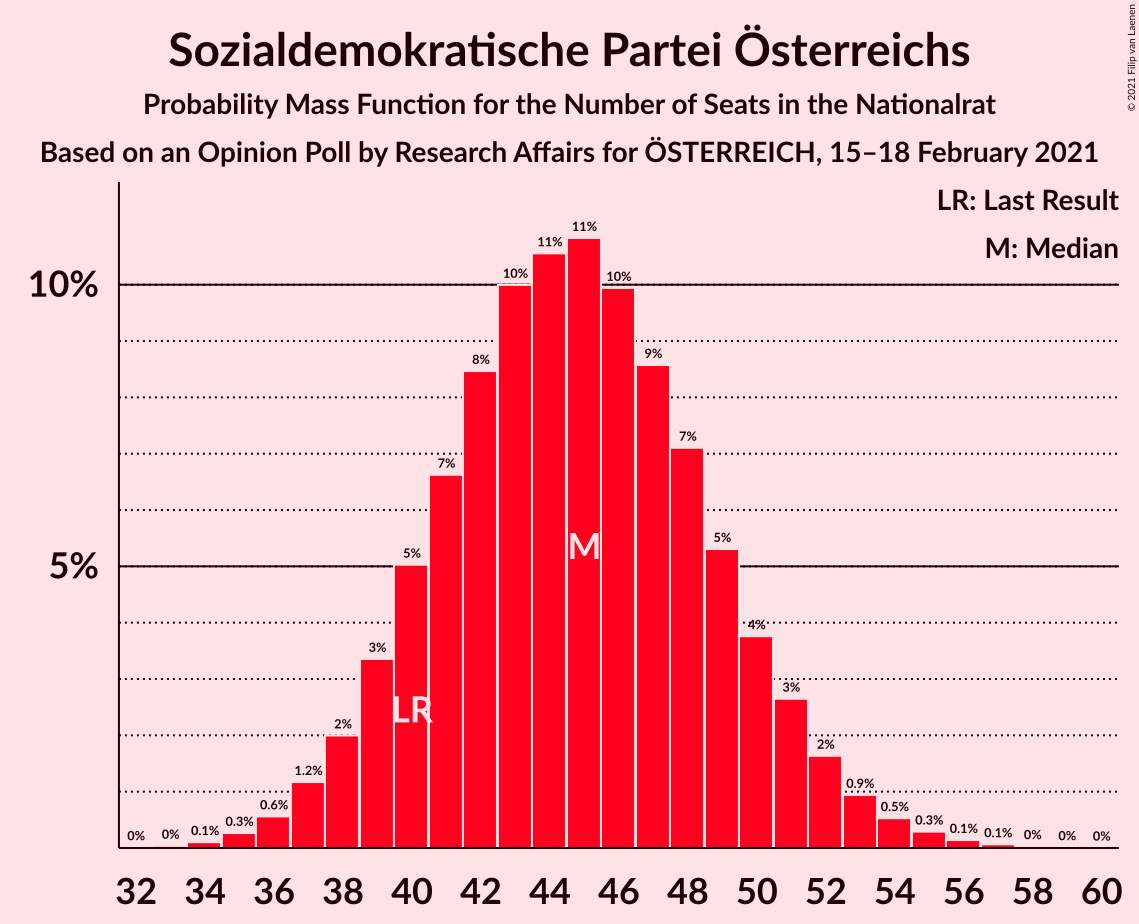 Sozialdemokratische Partei Österreichs
Probability Mass Function for the Number of Seats in the Nationalrat
Based on an Opinion Poll by Research Affairs for ÖSTERREICH, 15–18 February 2021
© 2021 Filip van Laenen
LR: Last Result
M: Median
10%
5%
0% 0% 0.1% 0.3% 0.6% 1.2% 2% 3% 5% 7% 8% 10% 11% 11% 10% 9% 7% 5% 4% 3% 2% 0.9% 0.5% 0.3% 0.1% 0.1% 0% 0% 0%
LR
M
32 34 36 38 40 42 44 46 48 50 52 54 56 58 60